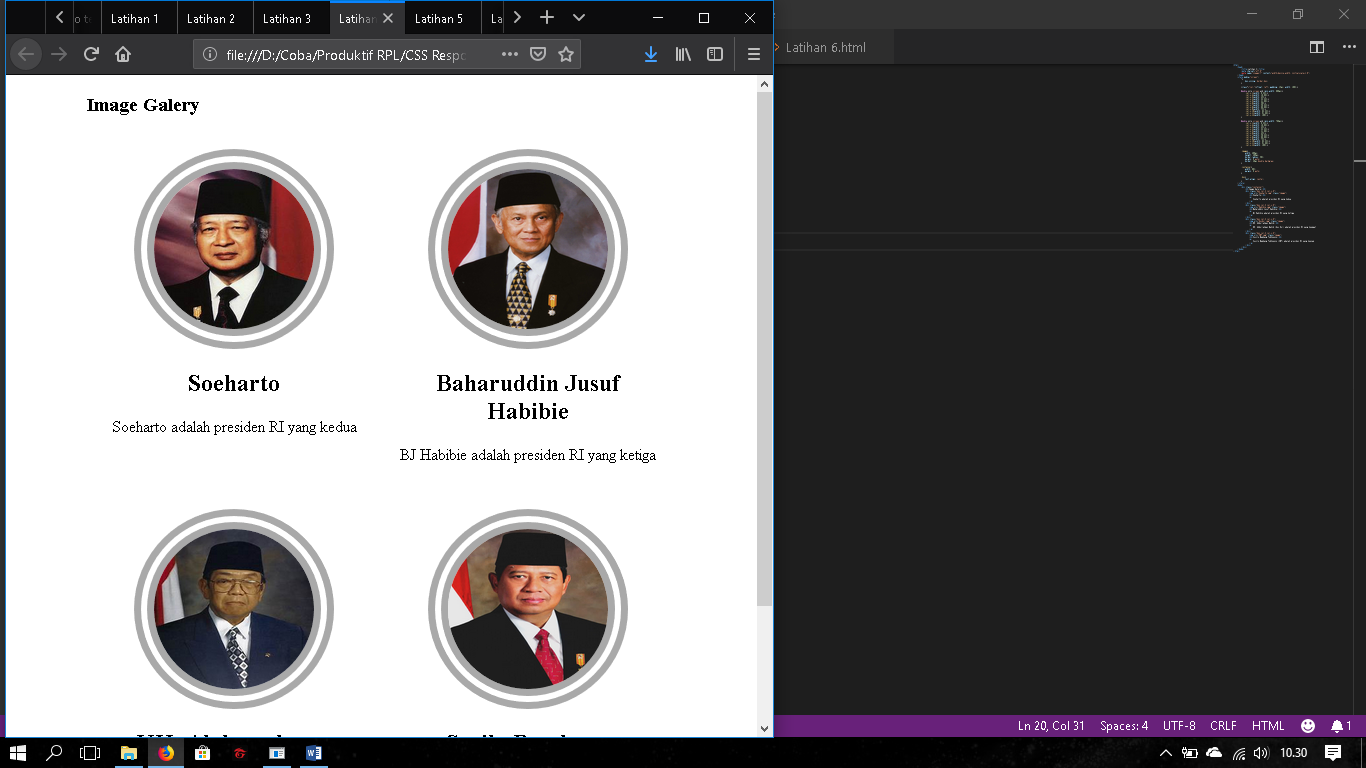 Latihan 1
Latihan 2
Latihan 3
Latihan
Latihan 5
La
Latihan 6.html
file:///D:/Coba/Produktif RPL/CSS Respo
Image Galery
Soeharto
Soeharto adalah presiden RI yang kedua
Baharuddin Jusuf
Habibie
BJ Habibie adalah presiden RI yang ketiga
Ln 20, Col 31
Spaces: 4
UTF-8
CRLF
HTML
1
10.30